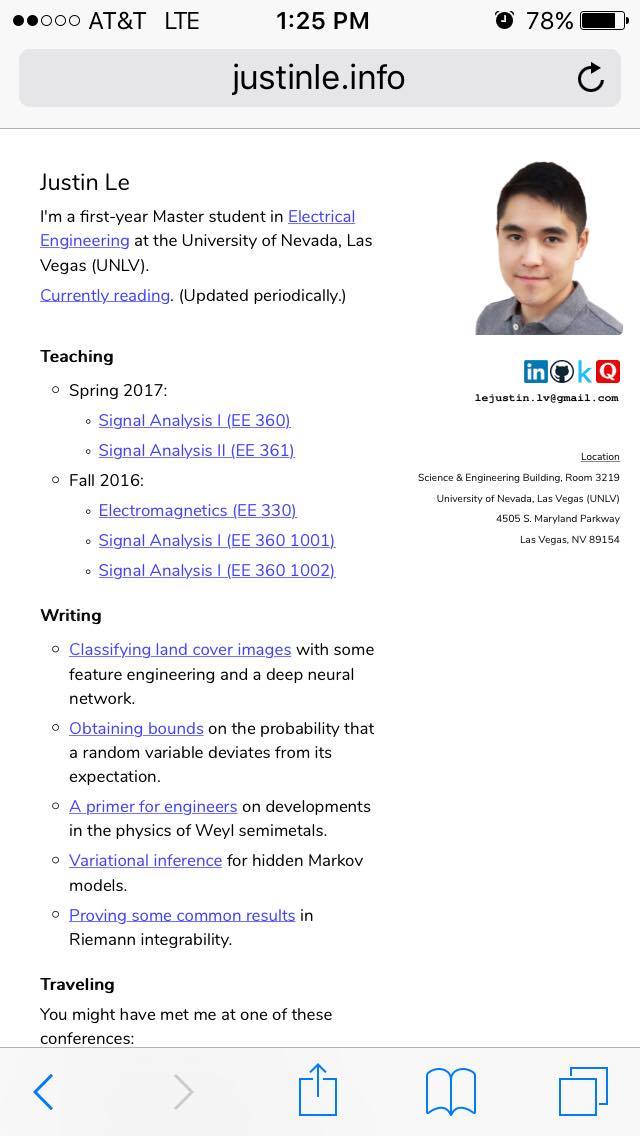 AT&T LTE 1:25 PM 78%
justinle.info
Justin Le
I'm a first-year Master student in Electrical
Engineering at the University of Nevada, Las
Vegas (UNLV).
Currently reading. (Updated periodically.)
Teaching
Spring 2017:
Signal Analysis I (EE 360)
Signal Analysis II (EE 361)
Fall 2016:
Electromagnetics (EE 330)
Signal Analysis I (EE 360 1001)
Signal Analysis I (EE 360 1002)
Writing
Classifying land cover images with some
feature engineering and a deep neural
network.
Obtaining bounds on the probability that
a random variable deviates from its
expectation.
A primer for engineers on developments
in the physics of Weyl semimetals.
Variational inference for hidden Markov
models.
Proving some common results in
Riemann integrability.
Traveling
You might have met me at one of these
conferences:
in k Q
lejustin.lv@gmail.com
Location
Science & Engineering Building, Room 3219
University of Nevada, Las Vegas (UNLV)
4505 S. Maryland Parkway
Las Vegas, NV 89154